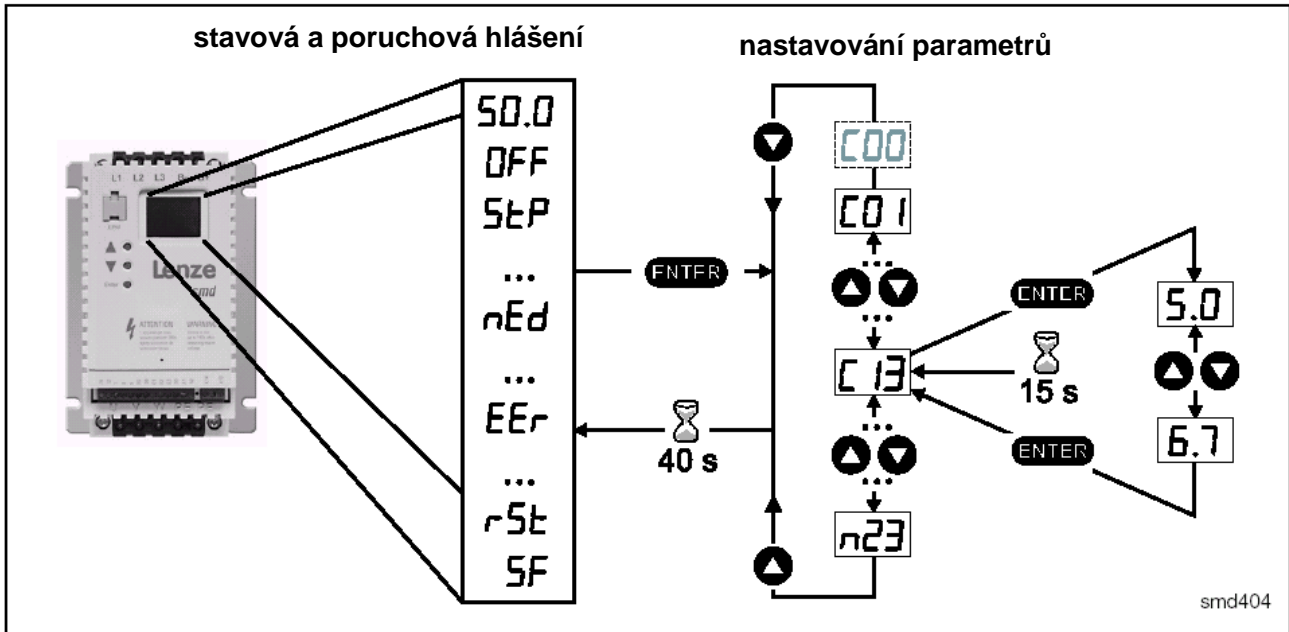 stavová a poruchová hlášení
nastavování parametrů
50.0
OFF
StP
...
nEd
...
EEr
...
rSt
SF
L1 L2 L3
Enter
Lenze
smd
ATTENTION
ENTER
40 s
C00
C01
...
...
C13
...
...
n23
ENTER
15 s
ENTER
5.0
6.7
smd404